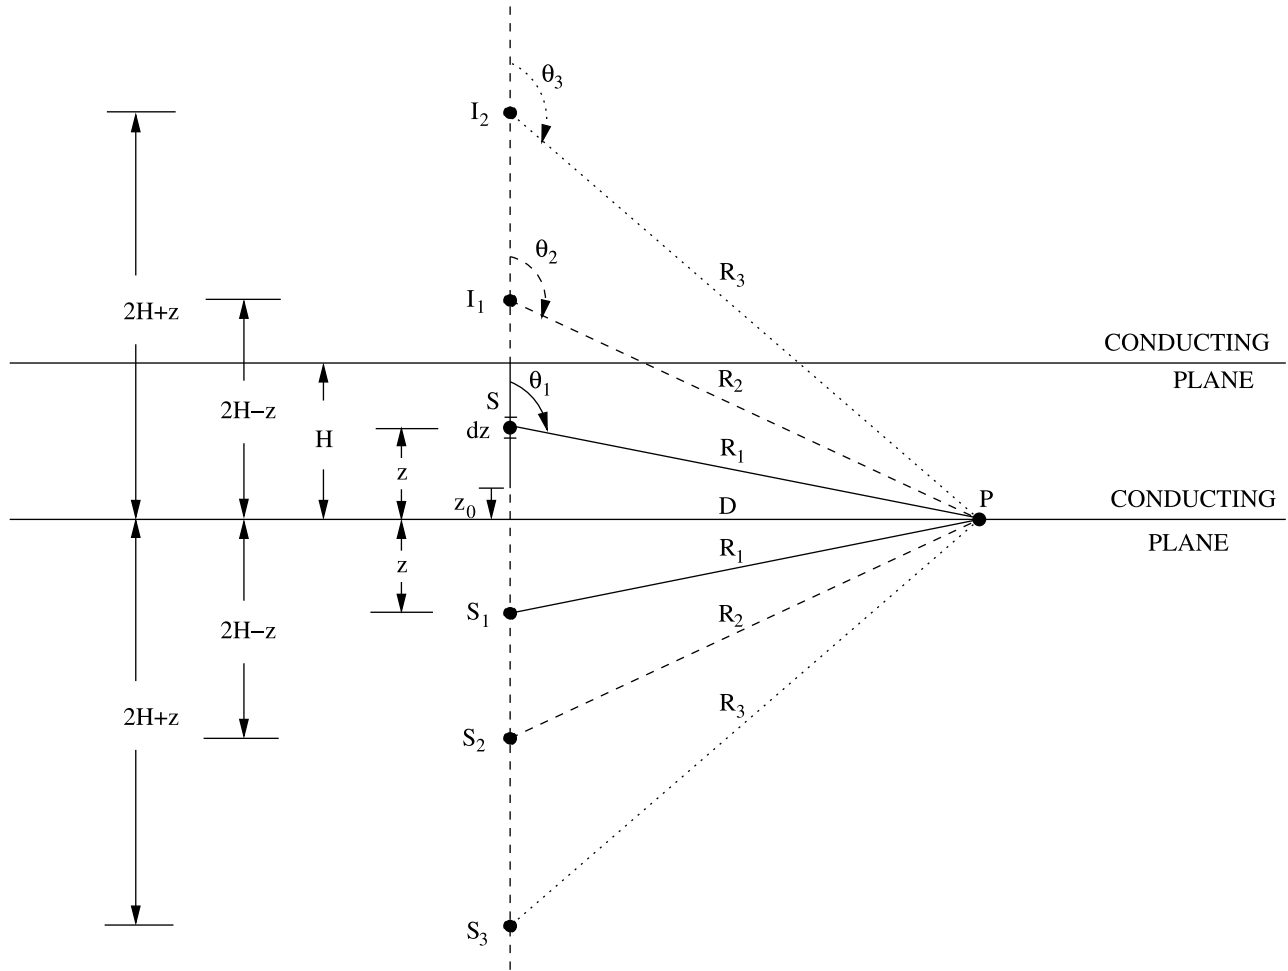 θ3
I2
R3
2H+z
θ2
I1
CONDUCTING
PLANE
2H−z
R2
θ1
S
dz
H
z
R1
z0
D
P
CONDUCTING
PLANE
z
R1
S1
2H−z
R2
S2
2H+z
R3
S3